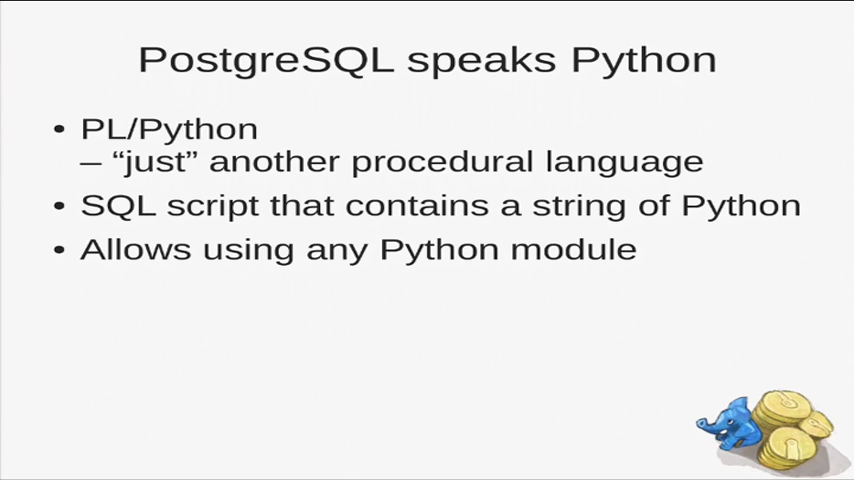 PostgreSQL speaks Python
• PL/Python
– “just” another procedural language
• SQL script that contains a string of Python
• Allows using any Python module